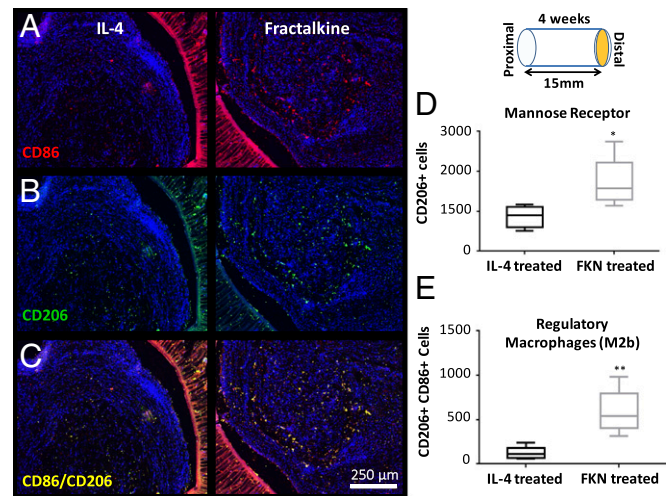 A
IL-4
Fractalkine
CD86
B
CD206
C
CD86/CD206
250 μm
4 weeks
Proximal
Distal
15mm
D
Mannose Receptor
CD206+ cells
3000
2000
1500
0
*
IL-4 treated
FKN treated
E
Regulatory
Macrophages (M2b)
CD206+ CD86+ Cells
1500
1000
500
0
**
IL-4 treated
FKN treated